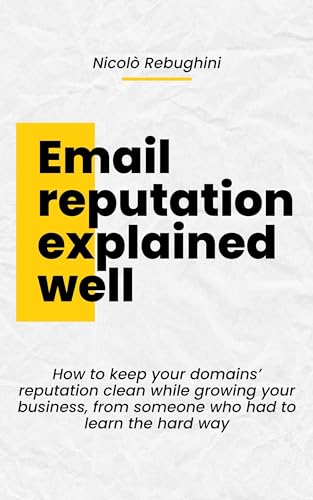 Nicolò Rebughini
Email
reputation
explained
well
How to keep your domains’
reputation clean while growing your
business, from someone who had to
learn the hard way